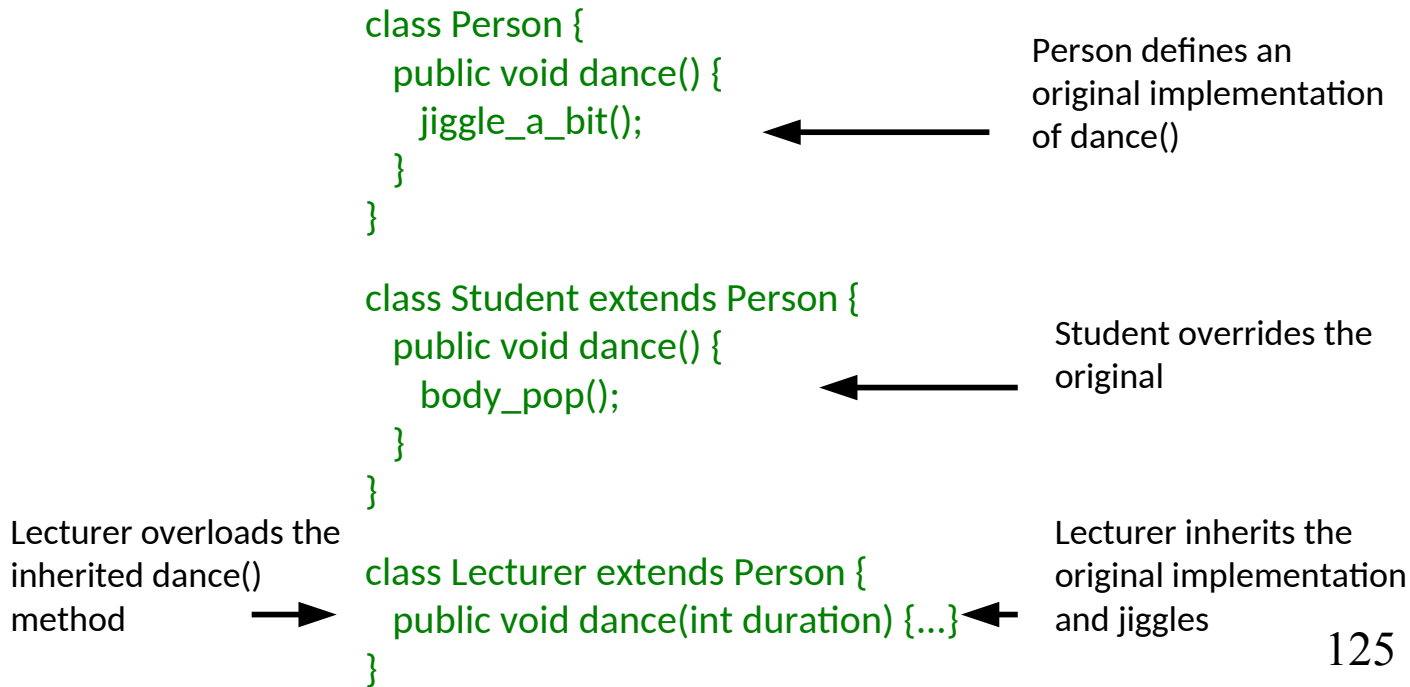 class Person {
public void dance() {
jiggle_a_bit();
}
}
Person defines an
original implementation
of dance()
class Student extends Person {
public void dance() {
body_pop();
}
}
Student overrides the
original
Lecturer overloads the
inherited dance()
method
class Lecturer extends Person {
public void dance(int duration) {...}
}
Lecturer inherits the
original implementation
and jiggles
125